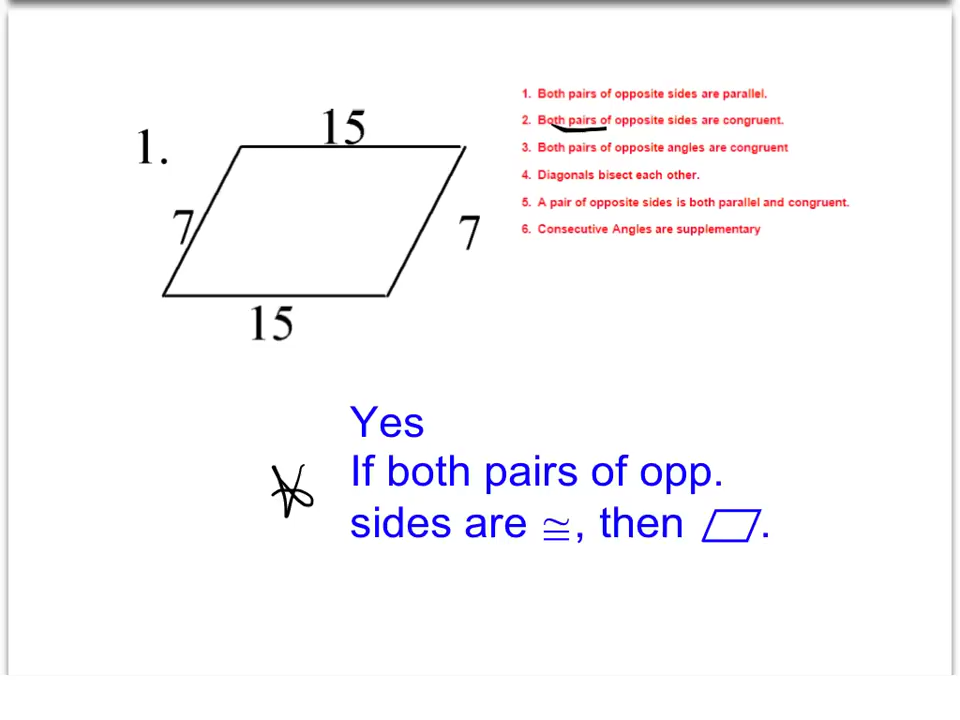 1.
15
7
7
15
1. Both pairs of opposite sides are parallel.
2. Both pairs of opposite sides are congruent.
3. Both pairs of opposite angles are congruent
4. Diagonals bisect each other.
5. A pair of opposite sides is both parallel and congruent.
6. Consecutive Angles are supplementary
Yes
If both pairs of opp.
sides are ≅, then ▱.